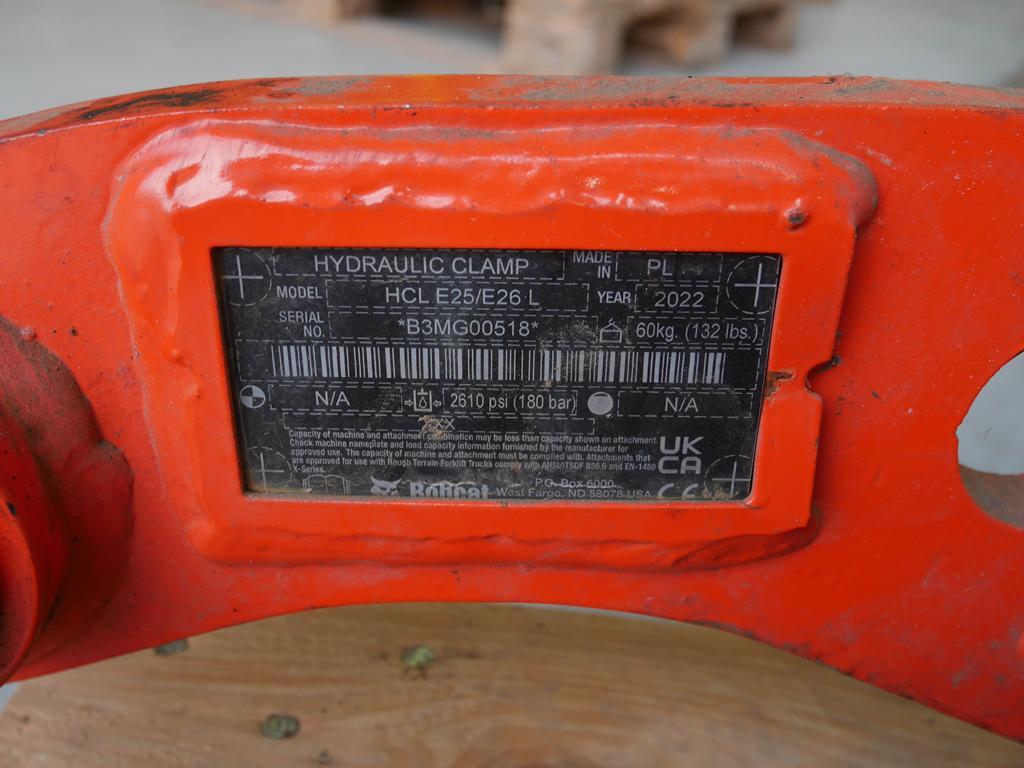 HYDRAULIC CLAMP MADE IN PL
MODEL HCL E25/E26 L YEAR 2022
SERIAL NO. *B3MG00518* 60kg. (132 lbs.)
N/A 2610 psi (180 bar) N/A
Capacity of machine and attachment combination may be less than capacity shown on attachment.
Check machine nameplate and load capacity information furnished by the manufacturer for
approved use. The capacity and attachment must be complied with. Attachments that
are approved for use with Rough Terrain Forklift Trucks comply with ANSI/ITSDF B56.6 and EN-1459
X-Series.
UK
CA
Bobcat P.O. Box 6000
West Fargo, ND 58078 USA CE